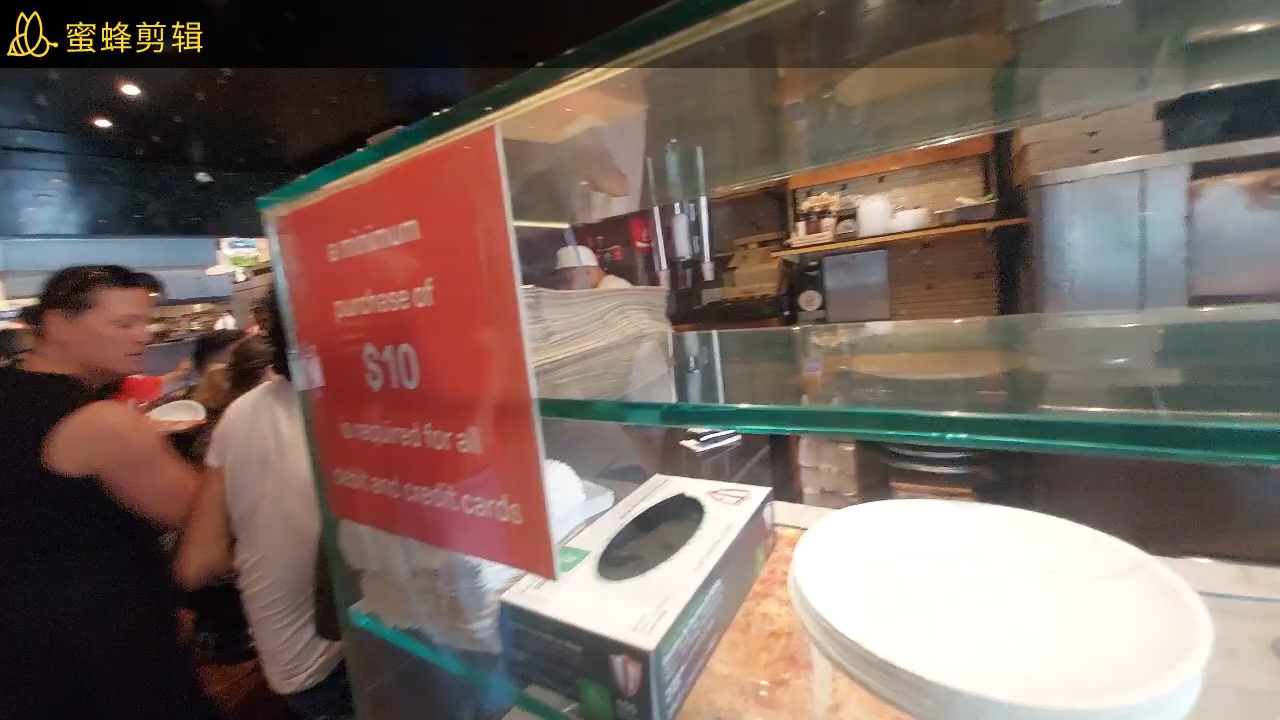 蜜蜂剪辑
a minimum
purchase of
$10
is required for all
debit and credit cards